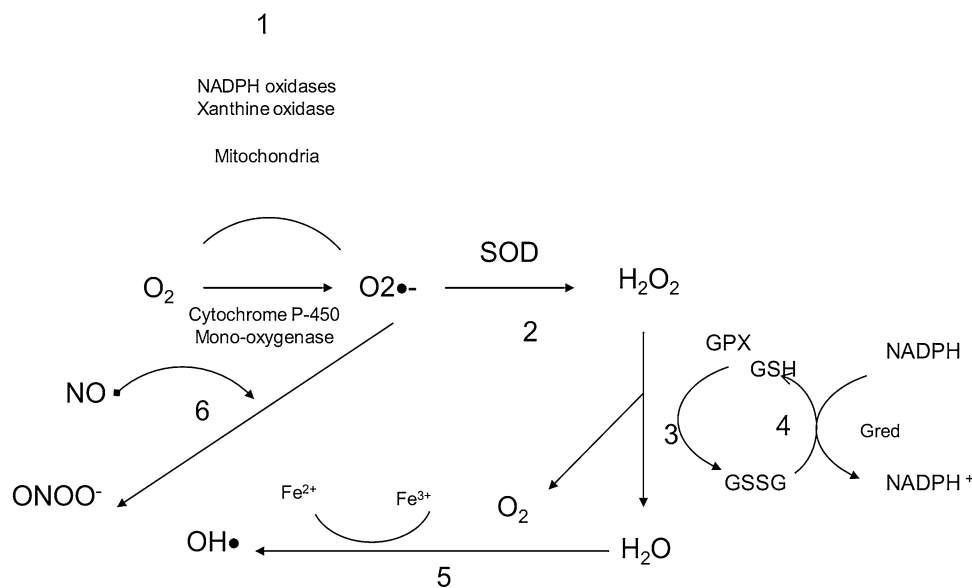 1
NADPH oxidases
Xanthine oxidase
Mitochondria
SOD
O₂
O2●-
H₂O₂
Cytochrome P-450
Mono-oxygenase
2
GPX
NADPH
GSH
NO
6
3
4
Gred
ONOO⁻
Fe²⁺
Fe³⁺
O₂
GSSG
NADPH⁺
OH●
H₂O
5